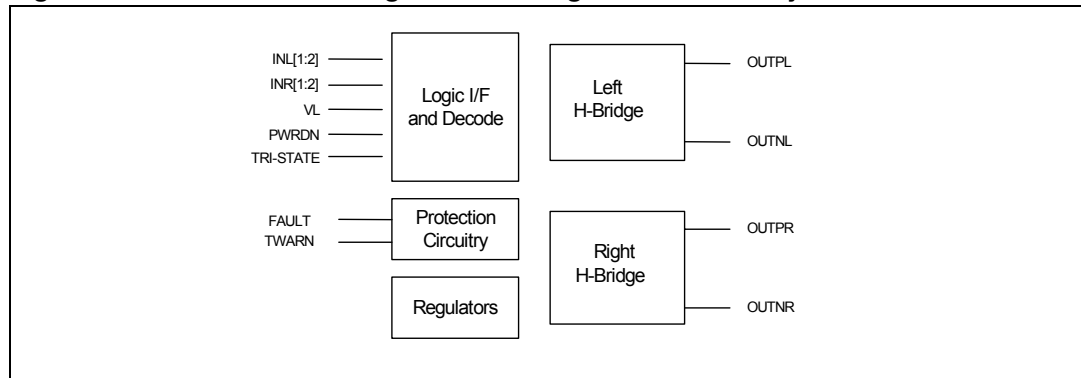 INL[1:2]
INR[1:2]
VL
PWRDN
TRI-STATE
Logic I/F
and Decode
FAULT
TWARN
Protection
Circuitry
Regulators
Left
H-Bridge
OUTPL
OUTNL
Right
H-Bridge
OUTPR
OUTNR